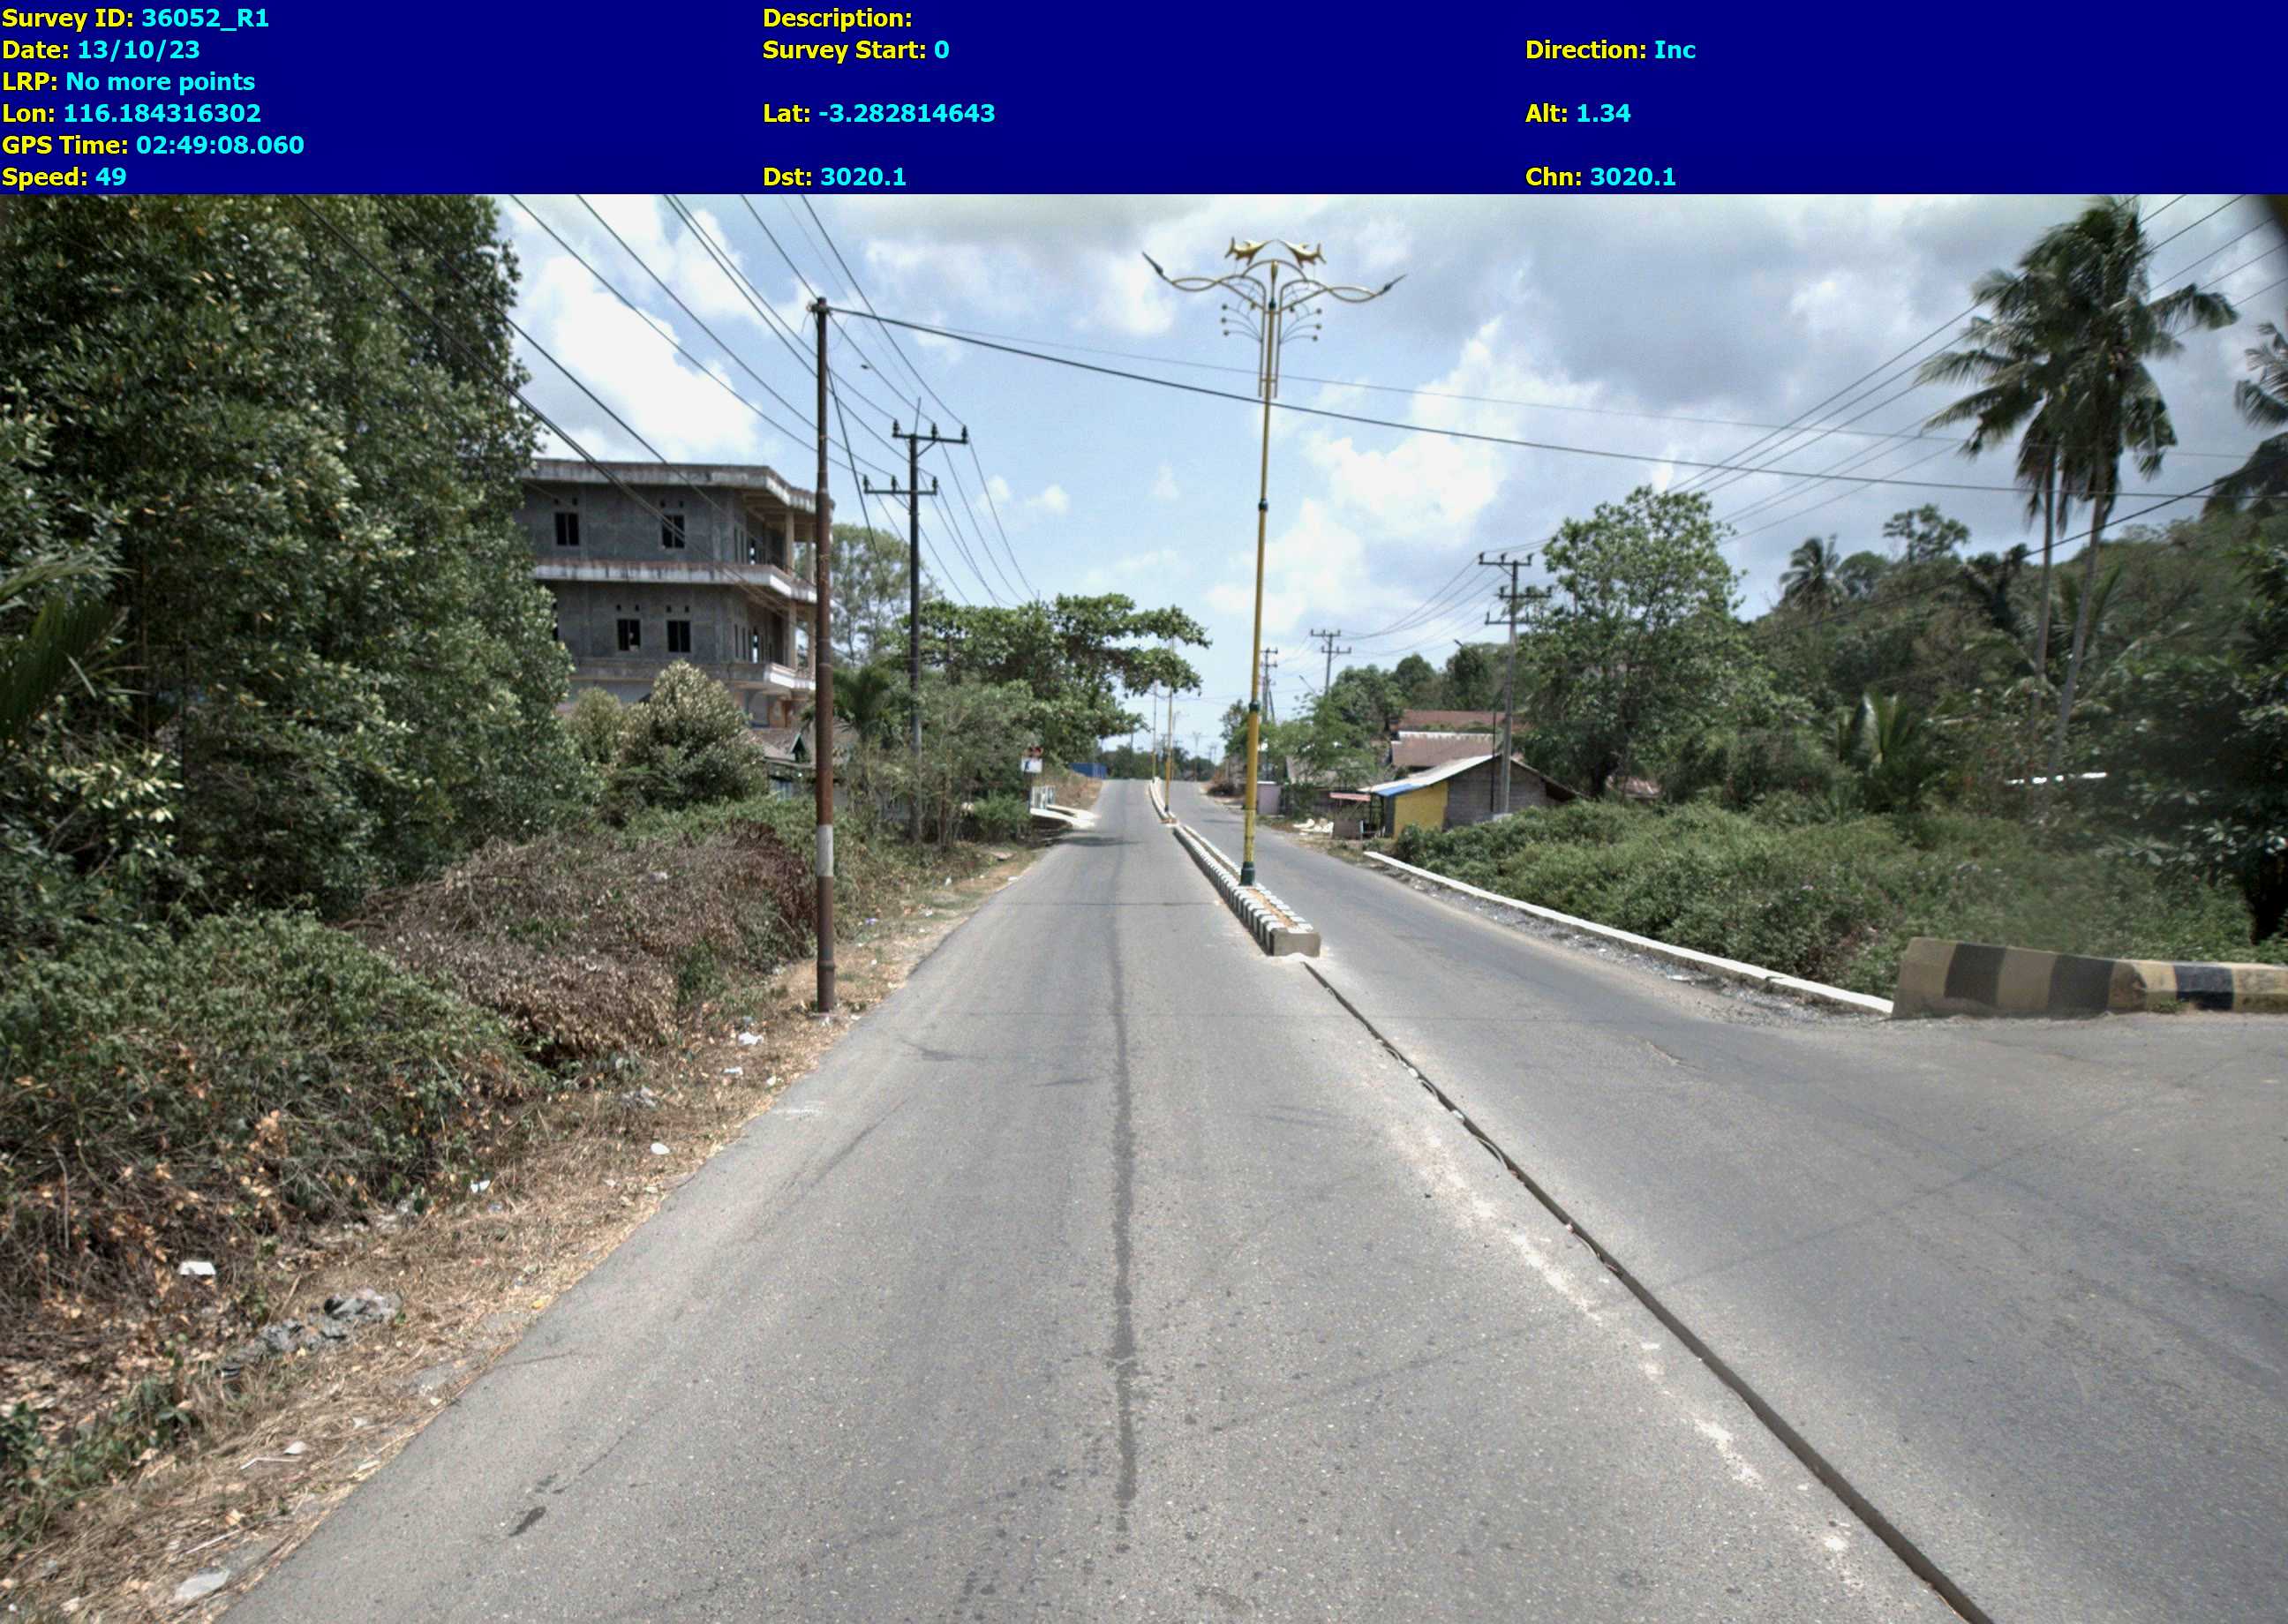 Survey ID: 36052_R1 Description:
Date: 13/10/23 Survey Start: 0 Direction: Inc
LRP: No more points
Lon: 116.184316302 Lat: -3.282814643 Alt: 1.34
GPS Time: 02:49:08.060
Speed: 49 Dst: 3020.1 Chn: 3020.1